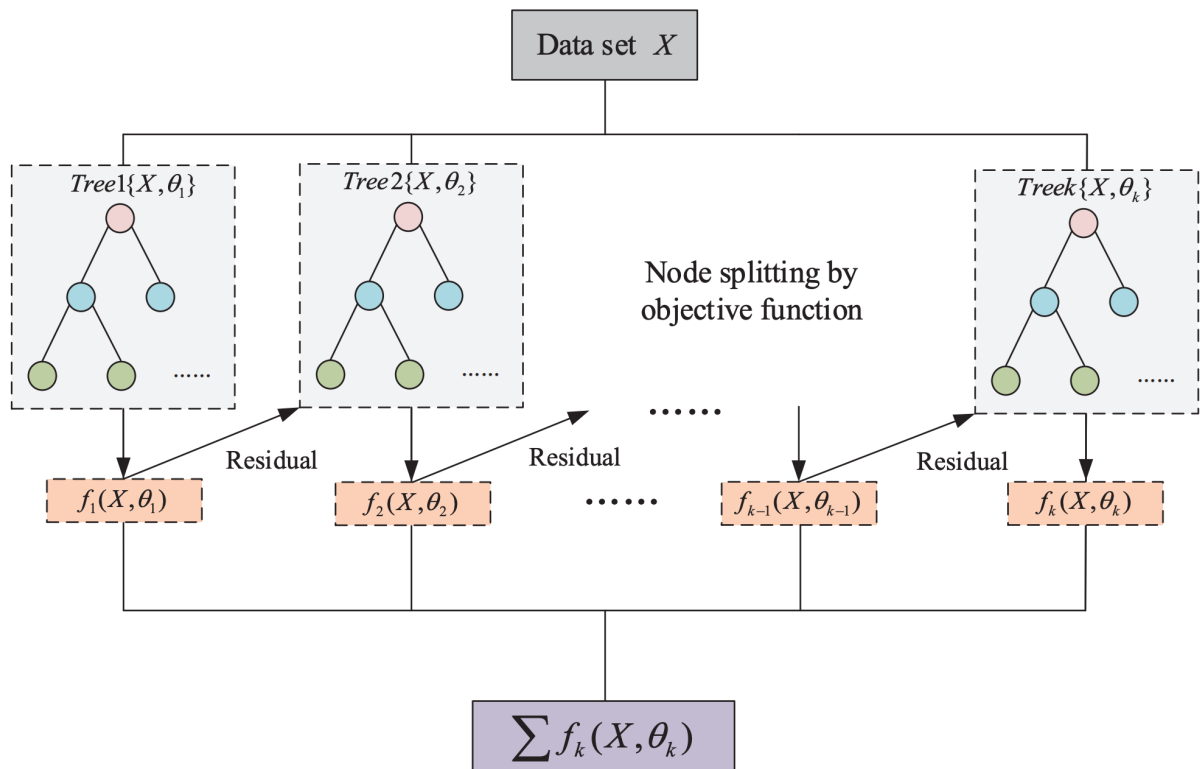 Data set X
Tree1{X,θ₁}
Tree2{X,θ₂}
Treek{X,θₖ}
Node splitting by
objective function
......
......
......
......
Residual
Residual
Residual
f₁(X,θ₁)
f₂(X,θ₂)
......
fₖ₋₁(X,θₖ₋₁)
fₖ(X,θₖ)
∑fₖ(X,θₖ)